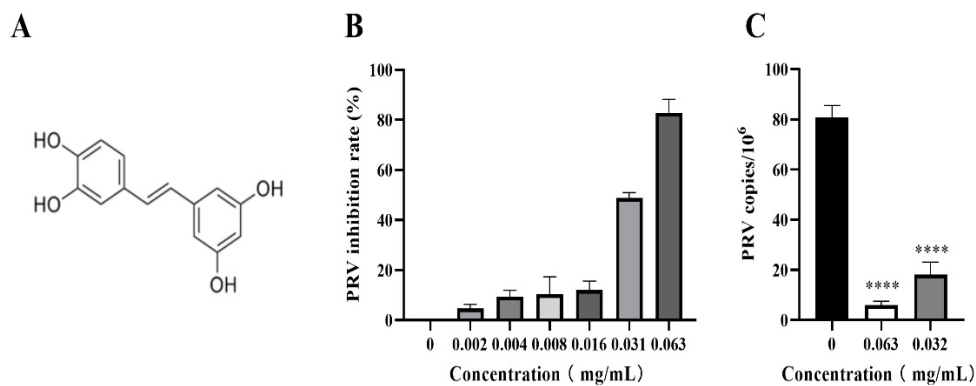 A
HO
HO
OH
OH
B
PRV inhibition rate (%)
100
80
60
40
20
0
0 0.002 0.004 0.008 0.016 0.031 0.063
Concentration ( mg/mL)
C
PRV copies/10^6
100
80
60
40
20
0
****
****
0 0.063 0.032
Concentration ( mg/mL)